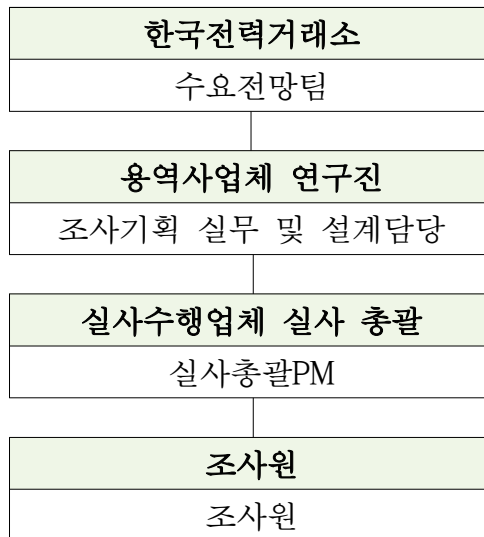 한국전력거래소
수요전망팀
용역사업체 연구진
조사기획 실무 및 설계담당
실사수행업체 실사 총괄
실사총괄PM
조사원
조사원